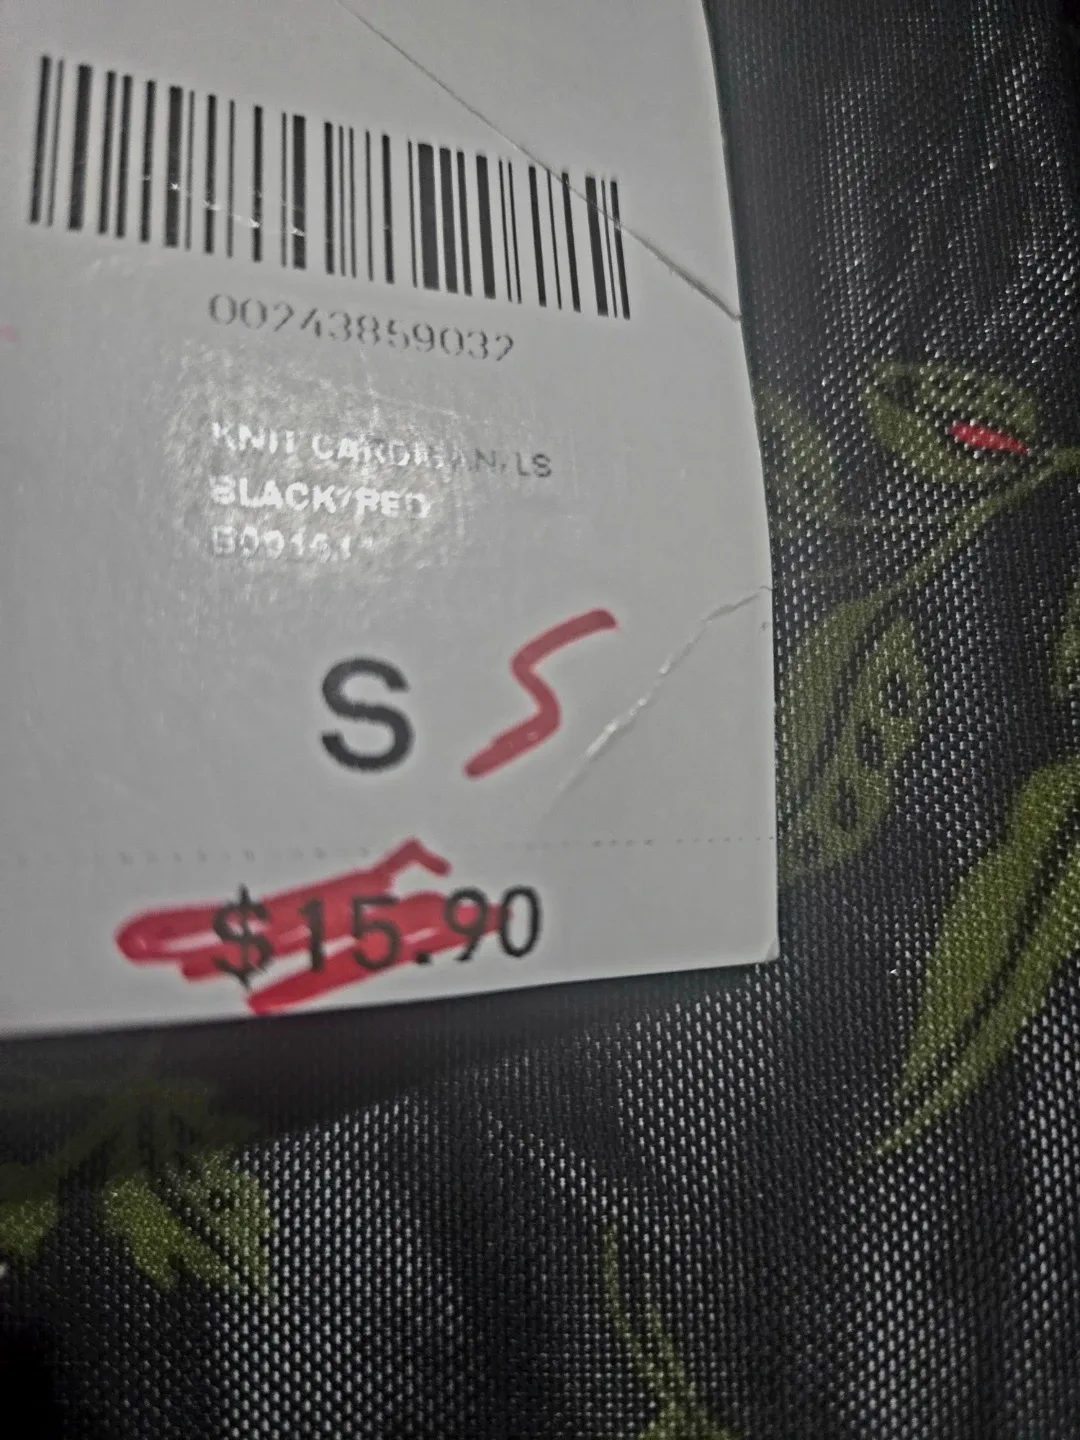 00243859032
KNIT CARDIGAN/LS
BLACK/RED
S S
$15.90